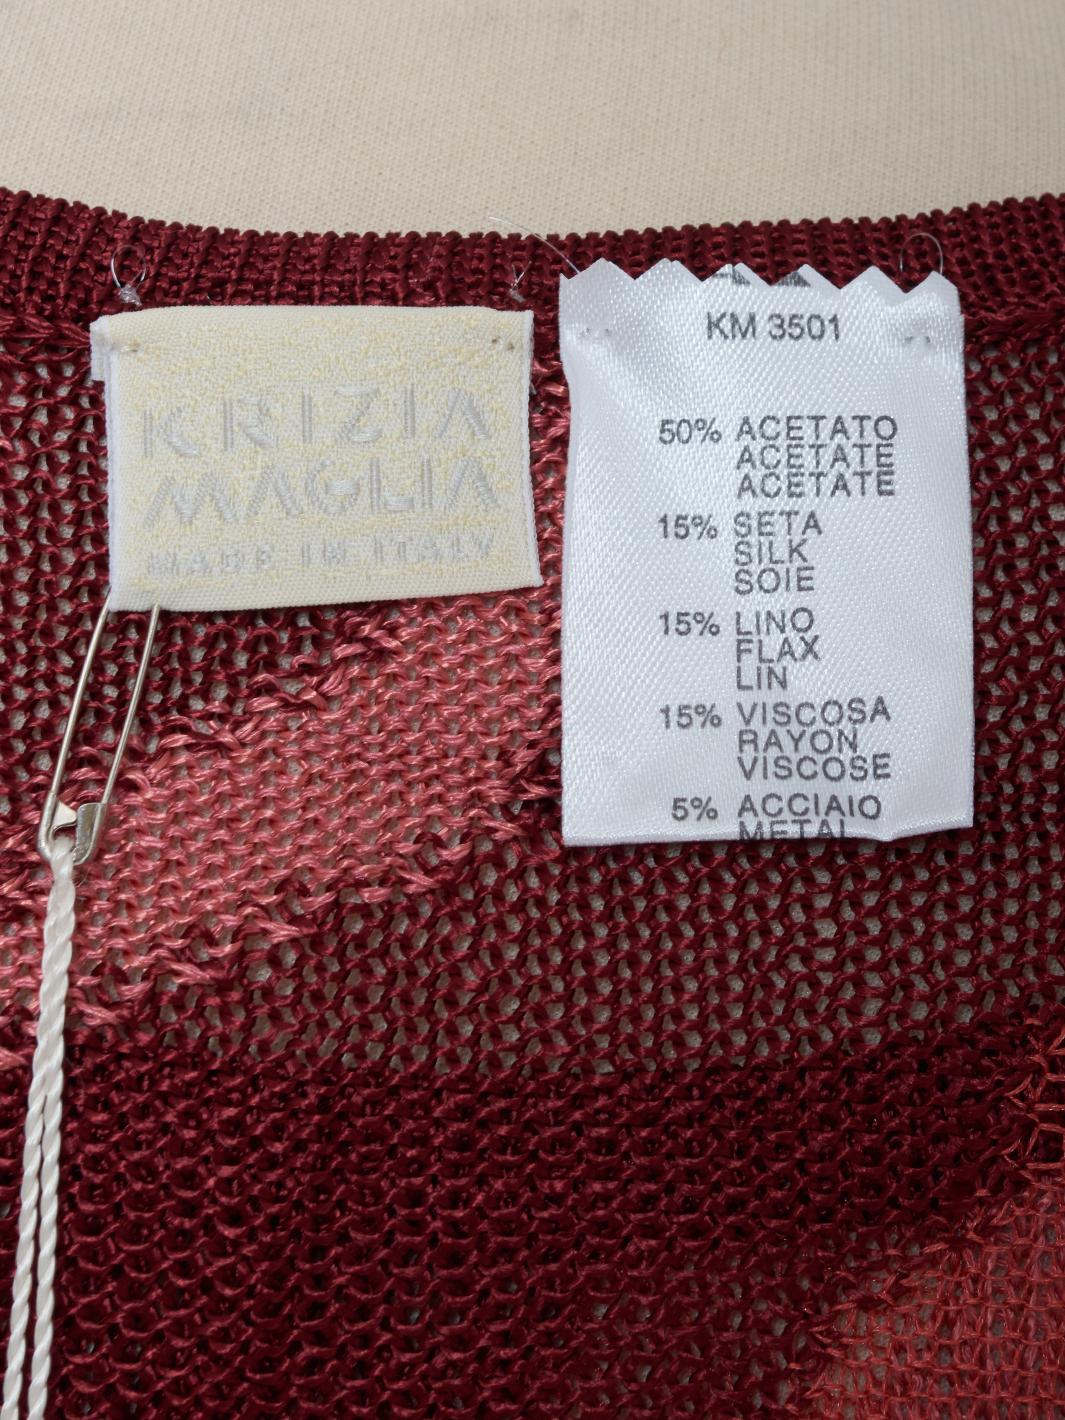 KRIZIA
MAGLIA
MADE IN ITALY
KM 3501
50% ACETATO
ACETATE
ACETATE
15% SETA
SILK
SOIE
15% LINO
FLAX
LIN
15% VISCOSA
RAYON
VISCOSE
5% ACCIAIO
METAL